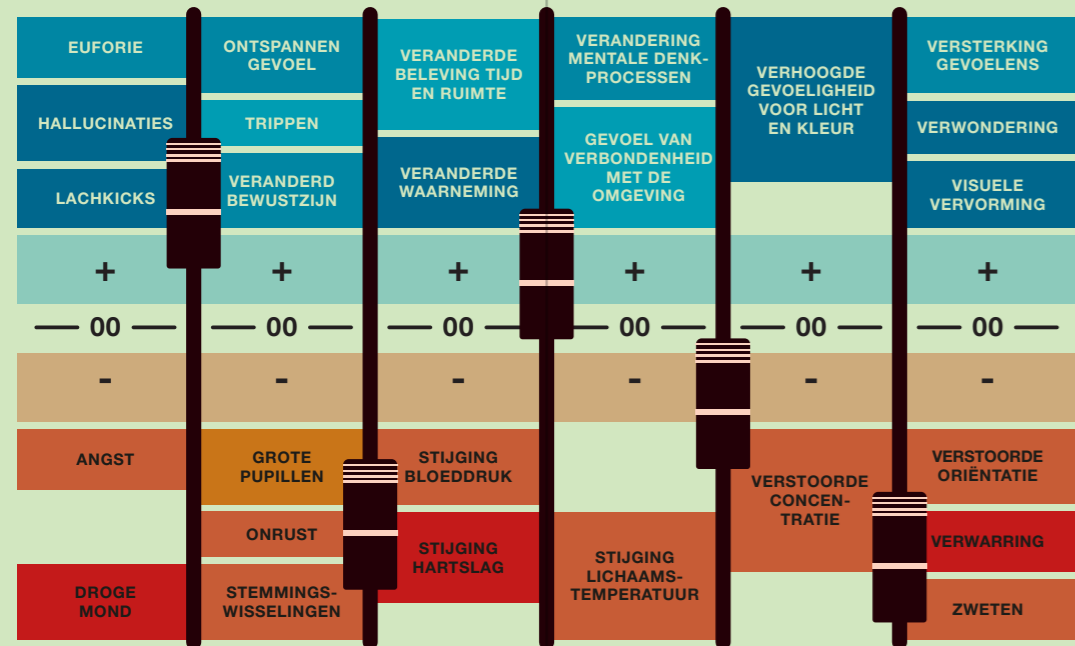 EUFORIE
HALLUCINATIES
LACHKICKS
+
00
-
ANGST
DROGE
MOND
ONTSPANNEN
GEVOEL
TRIPPEN
VERANDERD
BEWUSTZIJN
+
00
-
GROTE
PUPILLEN
ONRUST
STEMMINGS-
WISSELINGEN
VERANDERDE
BELEVING TIJD
EN RUIMTE
VERANDERDE
WAARNEMING
+
00
-
STIJGING
BLOEDDRUK
STIJGING
HARTSLAG
VERANDERING
MENTALE DENK-
PROCESSEN
GEVOEL VAN
VERBONDENHEID
MET DE
OMGEVING
+
00
-
STIJGING
LICHAAMS-
TEMPERATUUR
VERHOOGDE
GEVOELIGHEID
VOOR LICHT
EN KLEUR
+
00
-
VERSTOORDE
CONCEN-
TRATIE
VERSTERKING
GEVOELENS
VERWONDERING
VISUELE
VERVORMING
+
00
-
VERSTOORDE
ORIËNTATIE
VERWARRING
ZWETEN